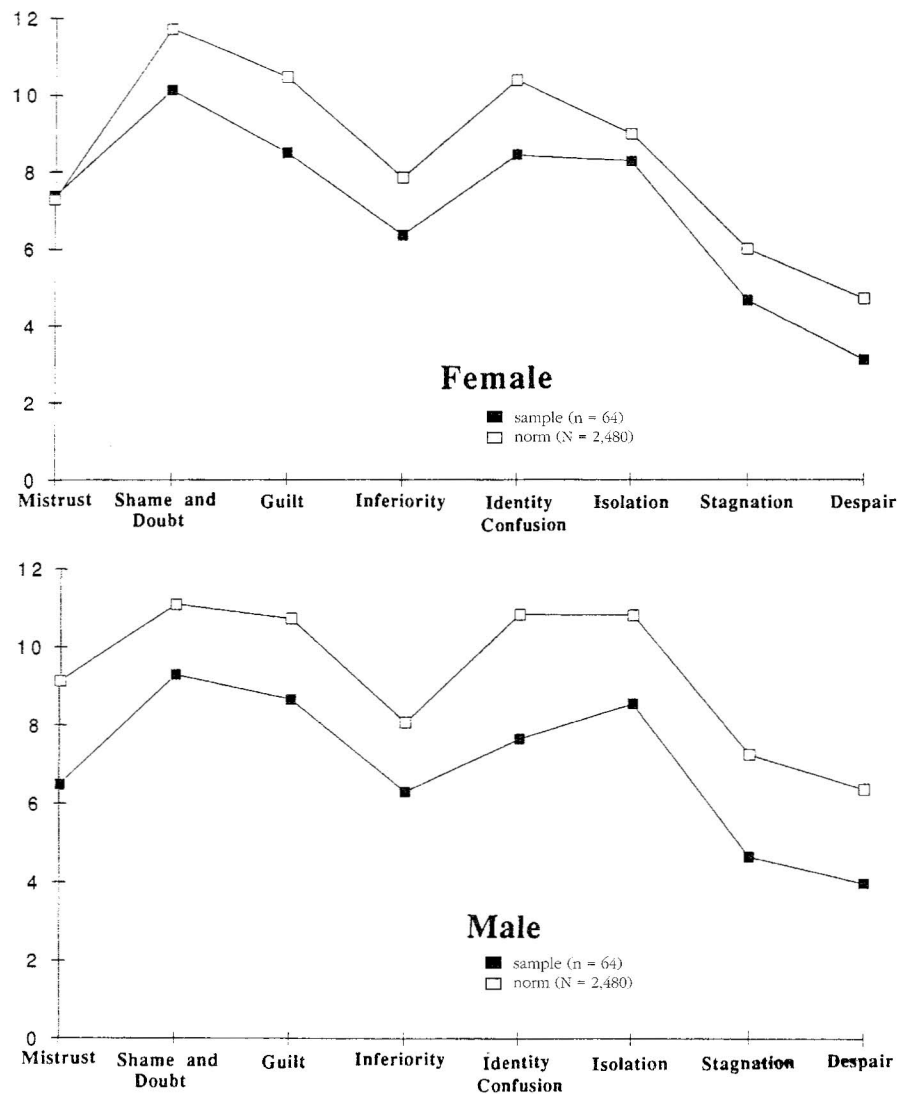 12
10
8
6
4
2
0
Female
sample (n = 64)
norm (N = 2,480)
Mistrust Shame and Doubt Guilt Inferiority Identity Confusion Isolation Stagnation Despair
12
10
8
6
4
2
0
Male
sample (n = 64)
norm (N = 2,480)
Mistrust Shame and Doubt Guilt Inferiority Identity Confusion Isolation Stagnation Despair